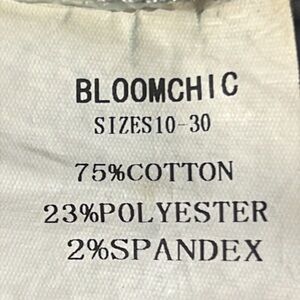 BLOOMCHIC
SIZES10-30
75%COTTON
23%POLYESTER
2%SPANDEX